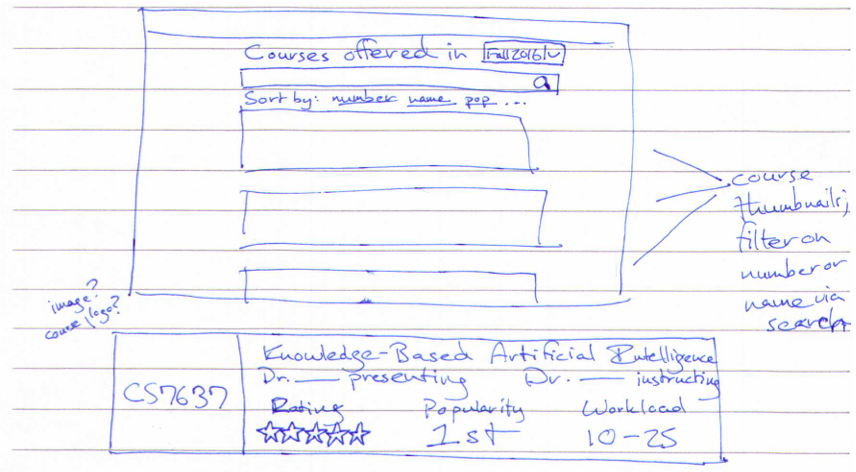 Courses offered in Fall 2016 v
Sort by: number name pop ...
course
thumbnails;
filter on
number or
name via
search
image?
course logo?
CS7637
Knowledge-Based Artificial Intelligence
Dr. — presenting Dr. — instructing
Rating Popularity Workload
☆☆☆☆☆ 1st 10-25